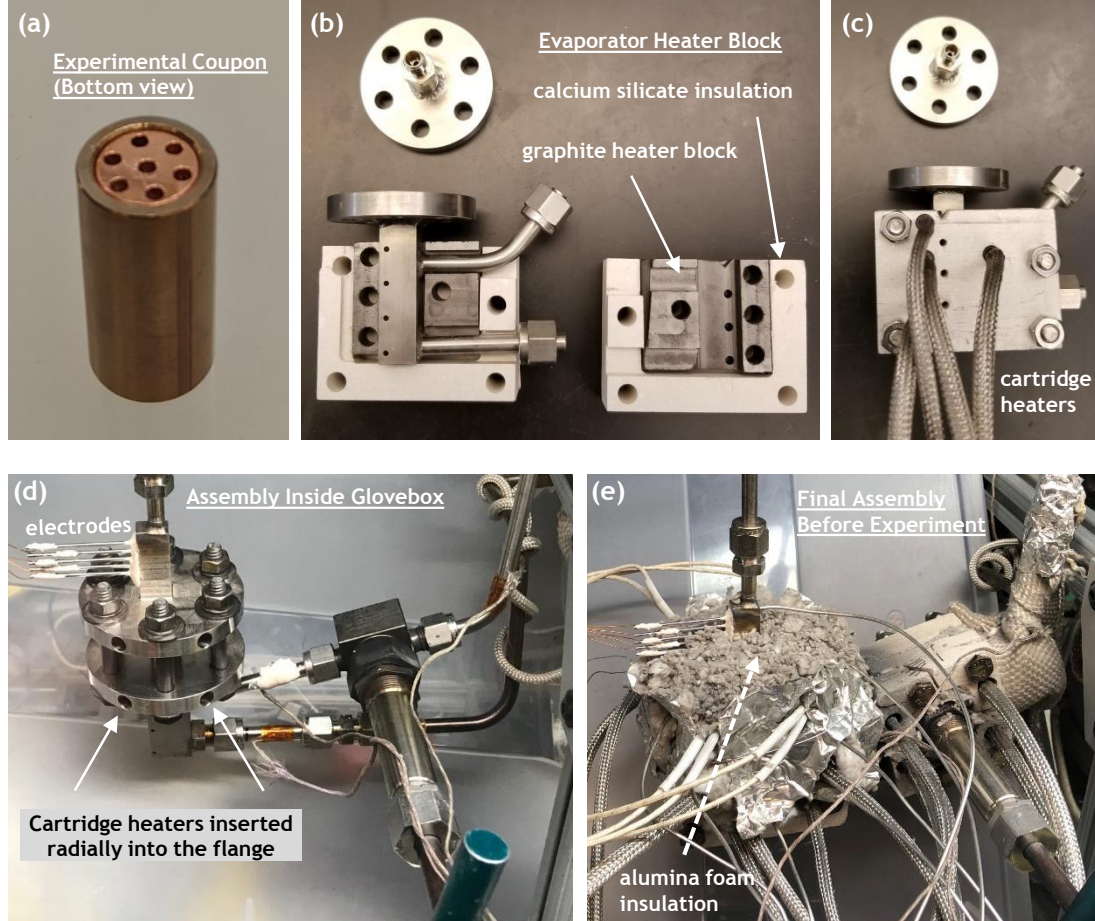 (a)
Experimental Coupon
(Bottom view)
(b)
Evaporator Heater Block
calcium silicate insulation
graphite heater block
(c)
cartridge
heaters
(d)
Assembly Inside Glovebox
electrodes
Cartridge heaters inserted
radially into the flange
(e)
Final Assembly
Before Experiment
alumina foam
insulation